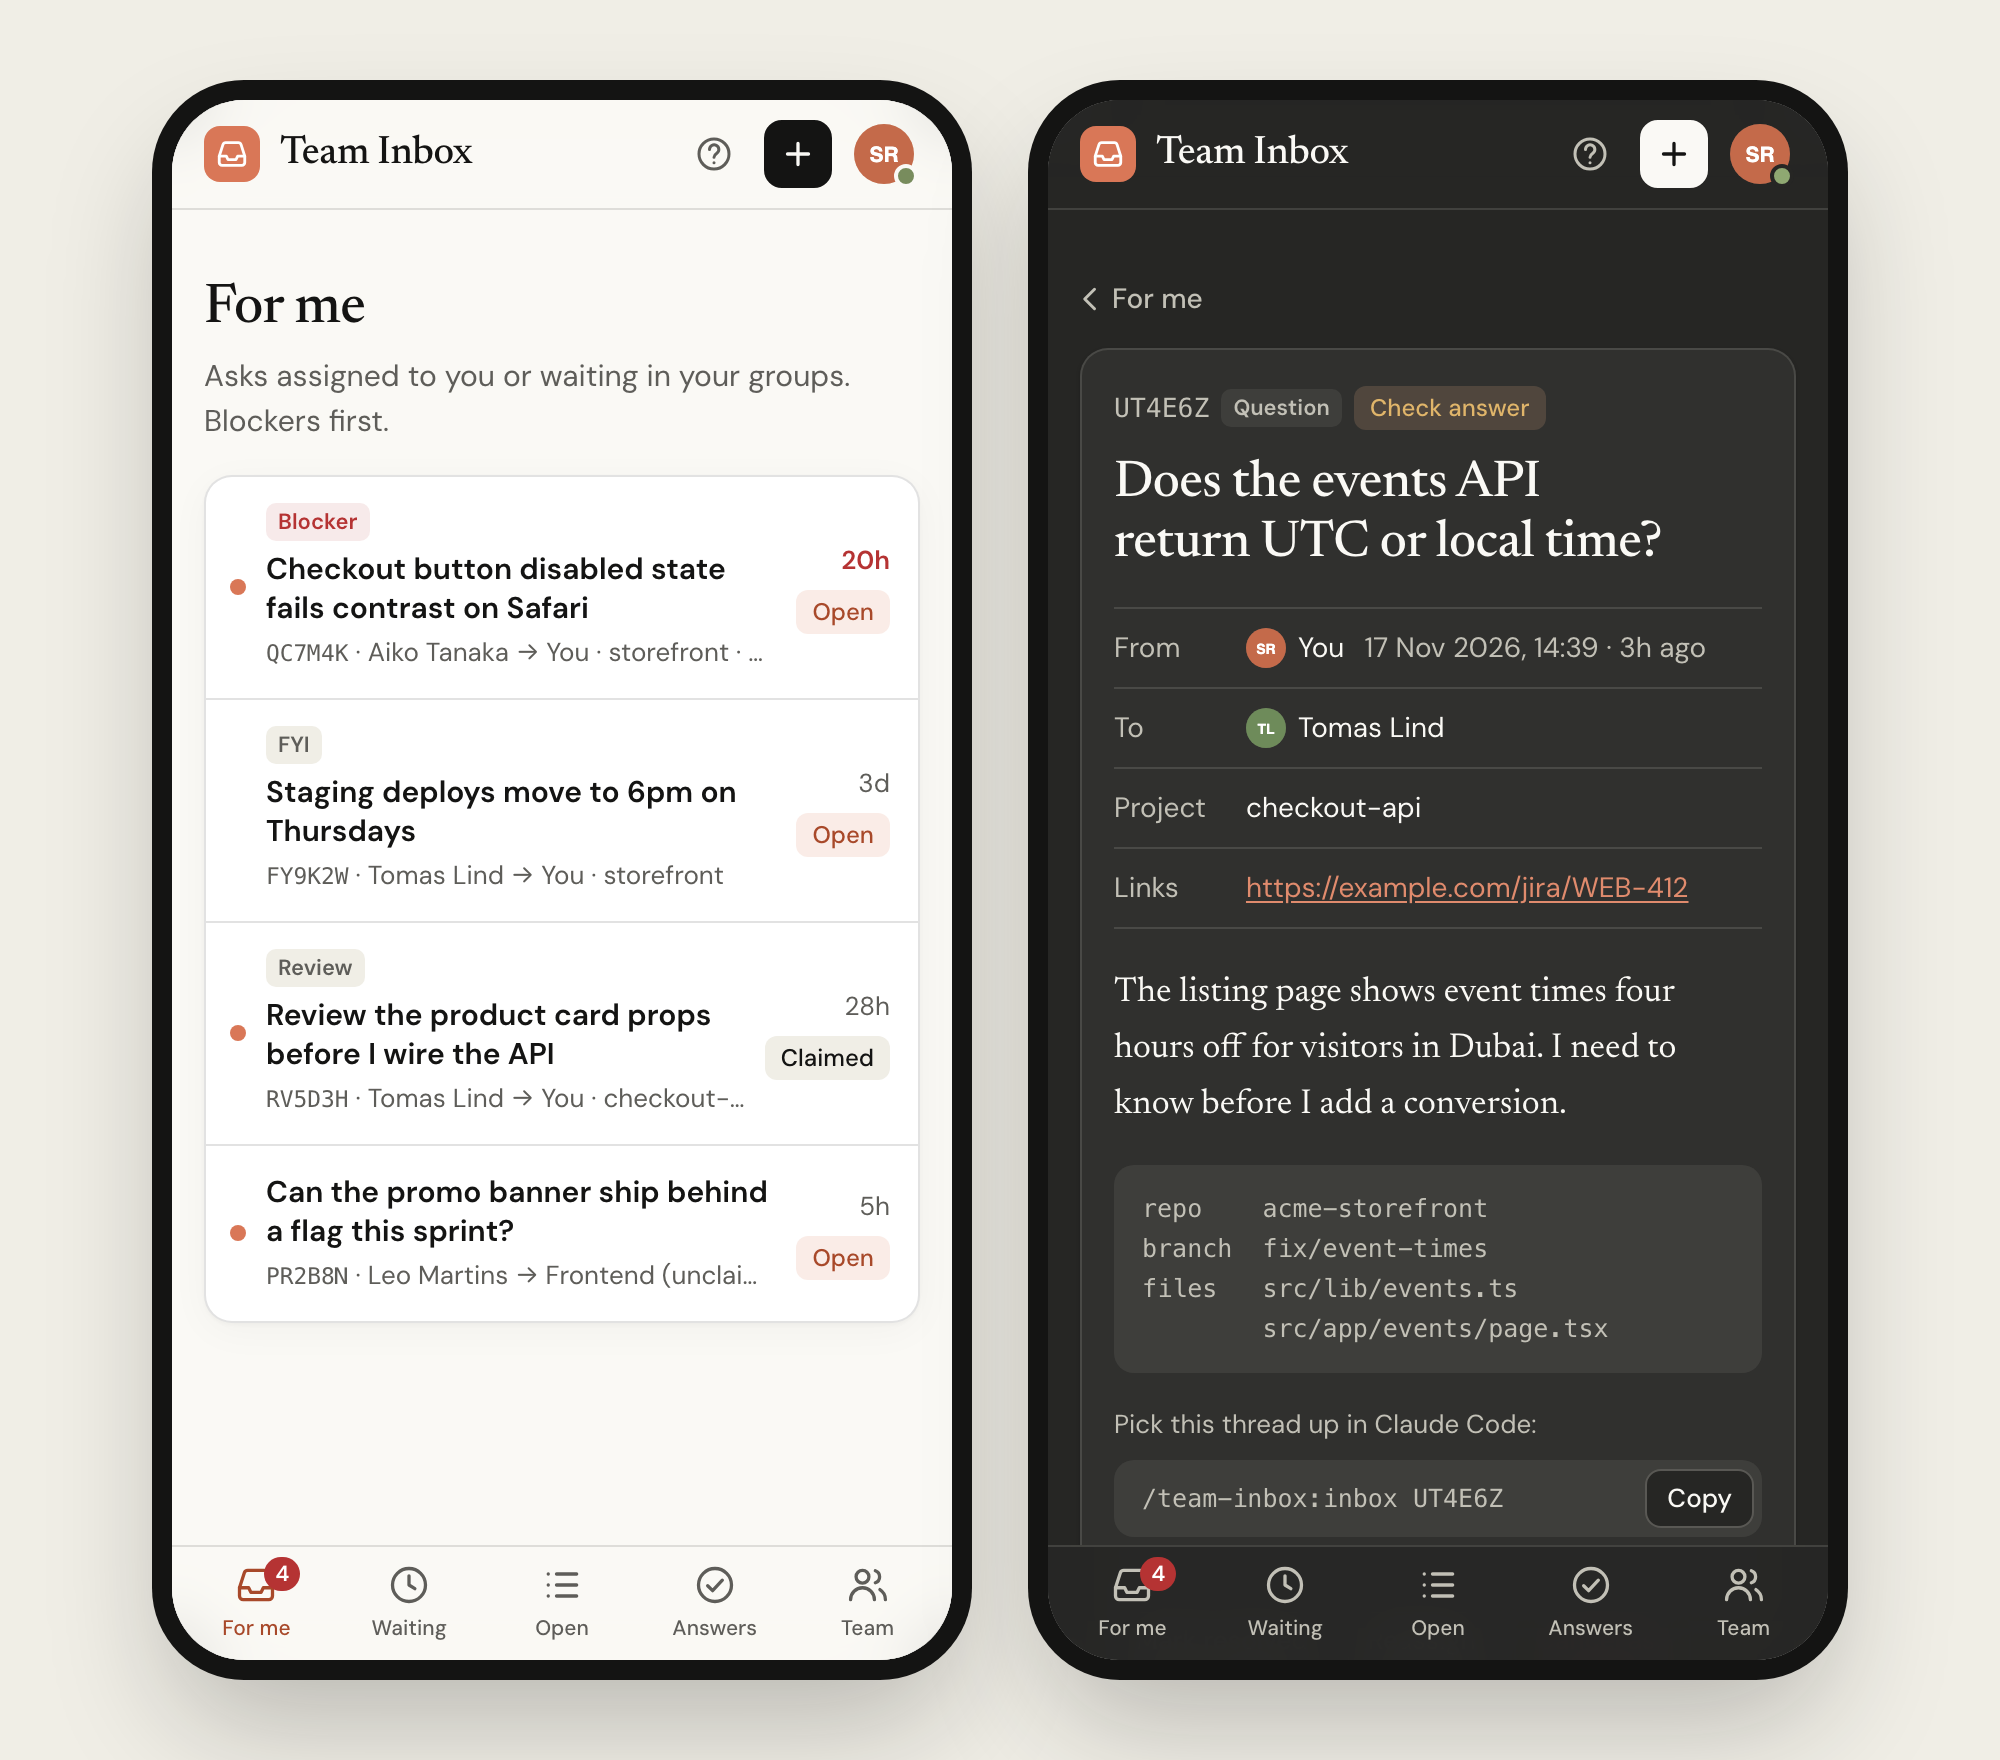 Team Inbox
SR
For me
Asks assigned to you or waiting in your groups.
Blockers first.
Blocker
Checkout button disabled state
fails contrast on Safari
QC7M4K · Aiko Tanaka → You · storefront · …
20h
Open
FYI
Staging deploys move to 6pm on
Thursdays
FY9K2W · Tomas Lind → You · storefront
3d
Open
Review
Review the product card props
before I wire the API
RV5D3H · Tomas Lind → You · checkout-…
28h
Claimed
Can the promo banner ship behind
a flag this sprint?
PR2B8N · Leo Martins → Frontend (unclai…
5h
Open
4
For me
Waiting
Open
Answers
Team
Team Inbox
SR
For me
UT4E6Z Question Check answer
Does the events API
return UTC or local time?
From SR You 17 Nov 2026, 14:39 · 3h ago
To TL Tomas Lind
Project checkout-api
Links https://example.com/jira/WEB-412
The listing page shows event times four
hours off for visitors in Dubai. I need to
know before I add a conversion.
repo acme-storefront
branch fix/event-times
files src/lib/events.ts
src/app/events/page.tsx
Pick this thread up in Claude Code:
/team-inbox:inbox UT4E6Z Copy
4
For me
Waiting
Open
Answers
Team